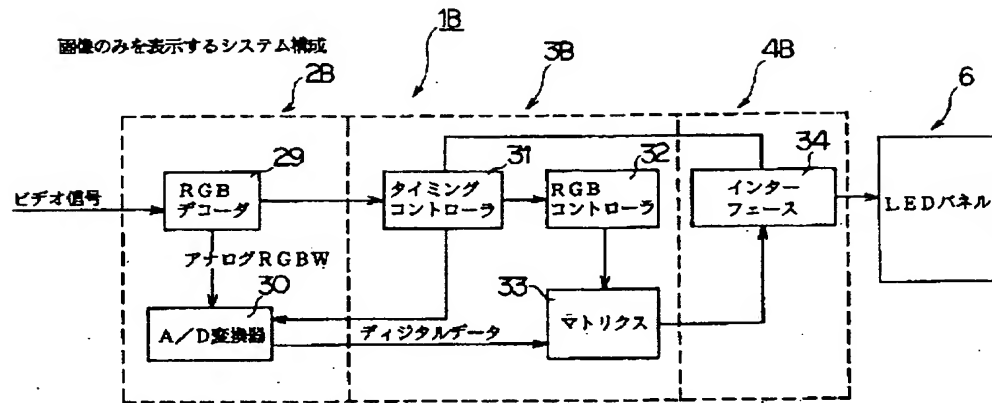 画像のみを表示するシステム構成
1B
2B
3B
4B
6
29
RGB
デコーダ
31
タイミング
コントローラ
32
RGB
コントローラ
34
インター
フェース
LEDパネル
ビデオ信号
アナログRGBW
30
A/D変換器
ディジタルデータ
33
マトリクス